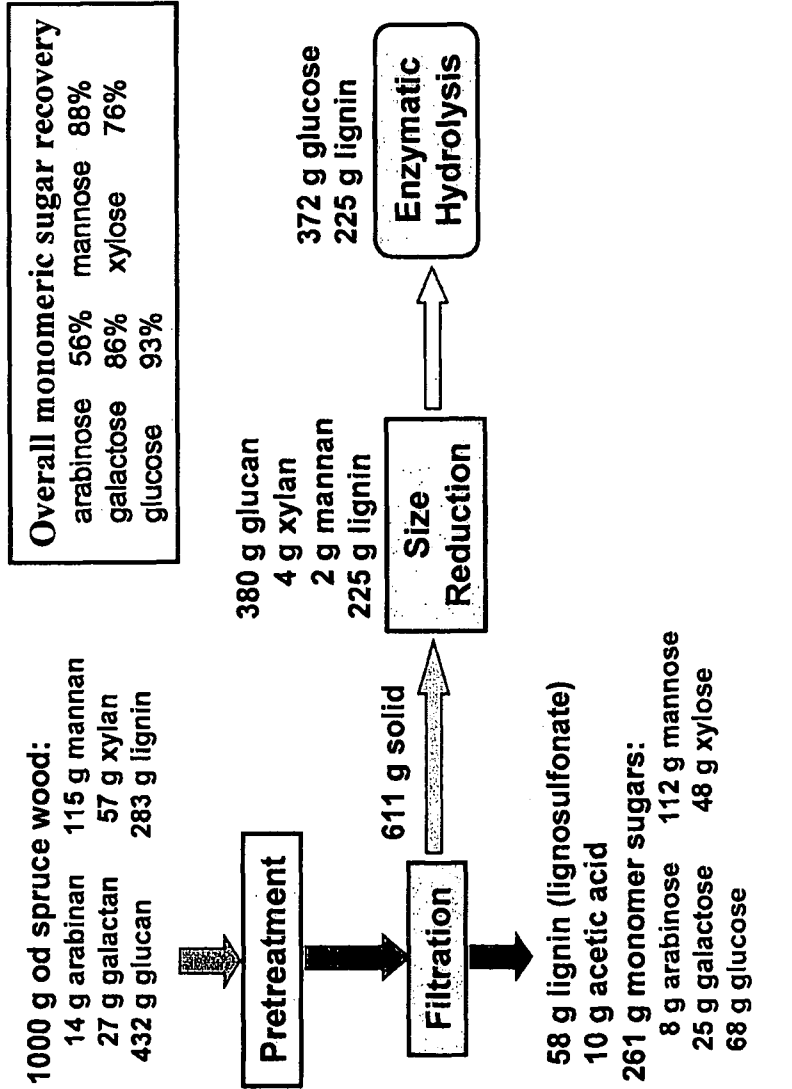 1000 g od spruce wood:
14 g arabinan 115 g mannan
27 g galactan 57 g xylan
432 g glucan 283 g lignin
Pretreatment
Filtration
611 g solid
58 g lignin (lignosulfonate)
10 g acetic acid
261 g monomer sugars:
8 g arabinose 112 g mannose
25 g galactose 48 g xylose
68 g glucose
380 g glucan
4 g xylan
2 g mannan
225 g lignin
Size
Reduction
372 g glucose
225 g lignin
Enzymatic
Hydrolysis
Overall monomeric sugar recovery
arabinose 56% mannose 88%
galactose 86% xylose 76%
glucose 93%